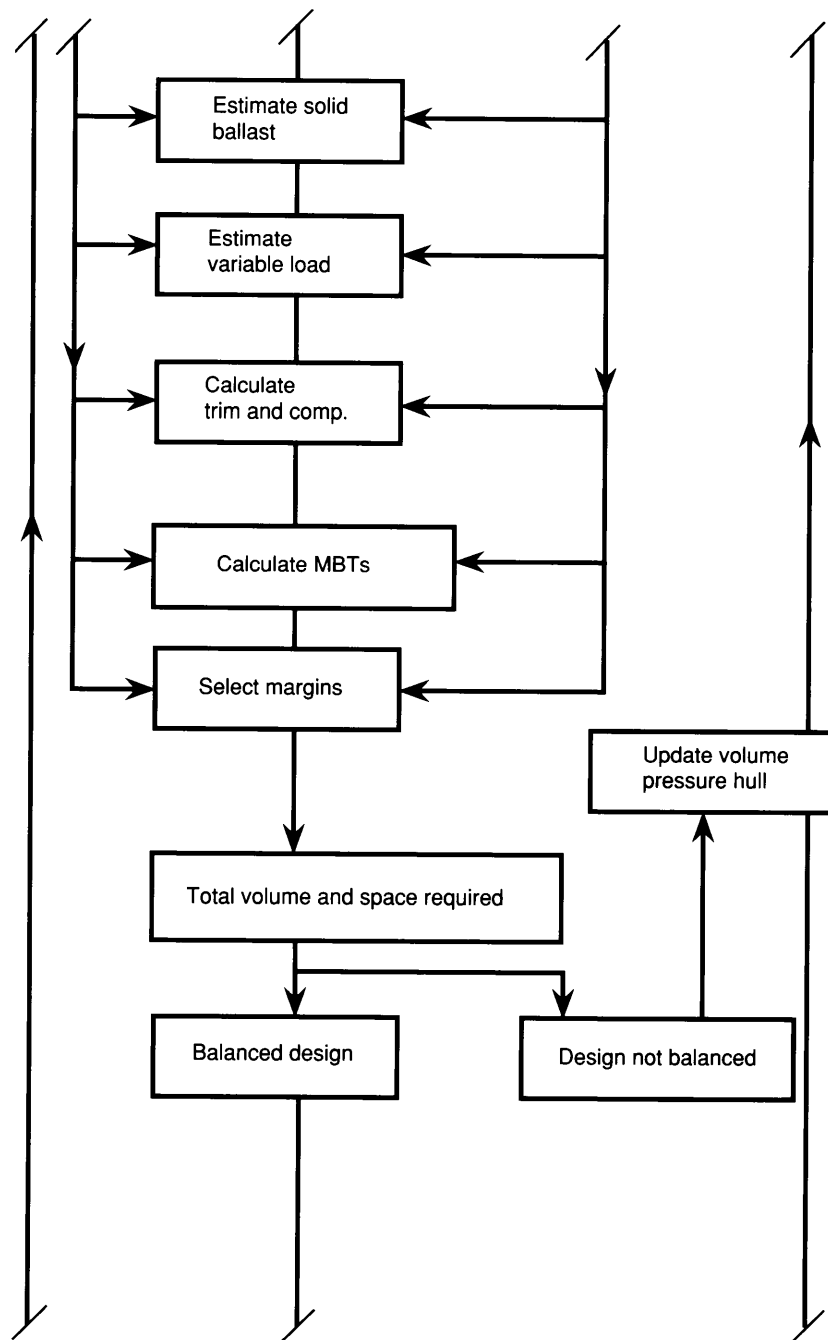 Estimate solid
ballast
Estimate
variable load
Calculate
trim and comp.
Calculate MBTs
Select margins
Update volume
pressure hull
Total volume and space required
Balanced design
Design not balanced